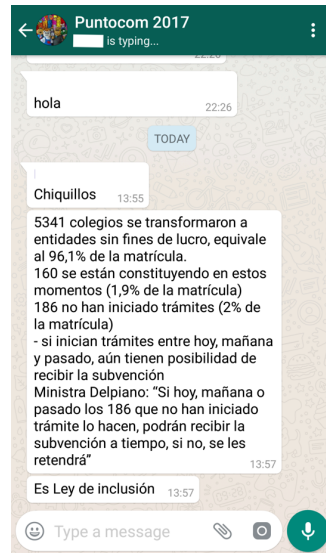 Puntocom 2017
is typing...
hola
22:26
TODAY
Chiquillos 13:55
5341 colegios se transformaron a
entidades sin fines de lucro, equivale
al 96,1% de la matrícula.
160 se están constituyendo en estos
momentos (1,9% de la matrícula)
186 no han iniciado trámites (2% de
la matrícula)
- si inician trámites entre hoy, mañana
y pasado, aún tienen posibilidad de
recibir la subvención
Ministra Delpiano: “Si hoy, mañana o
pasado los 186 que no han iniciado
trámite lo hacen, podrán recibir la
subvención a tiempo, si no, se les
retendrá”
13:57
Es Ley de inclusión 13:57
Type a message